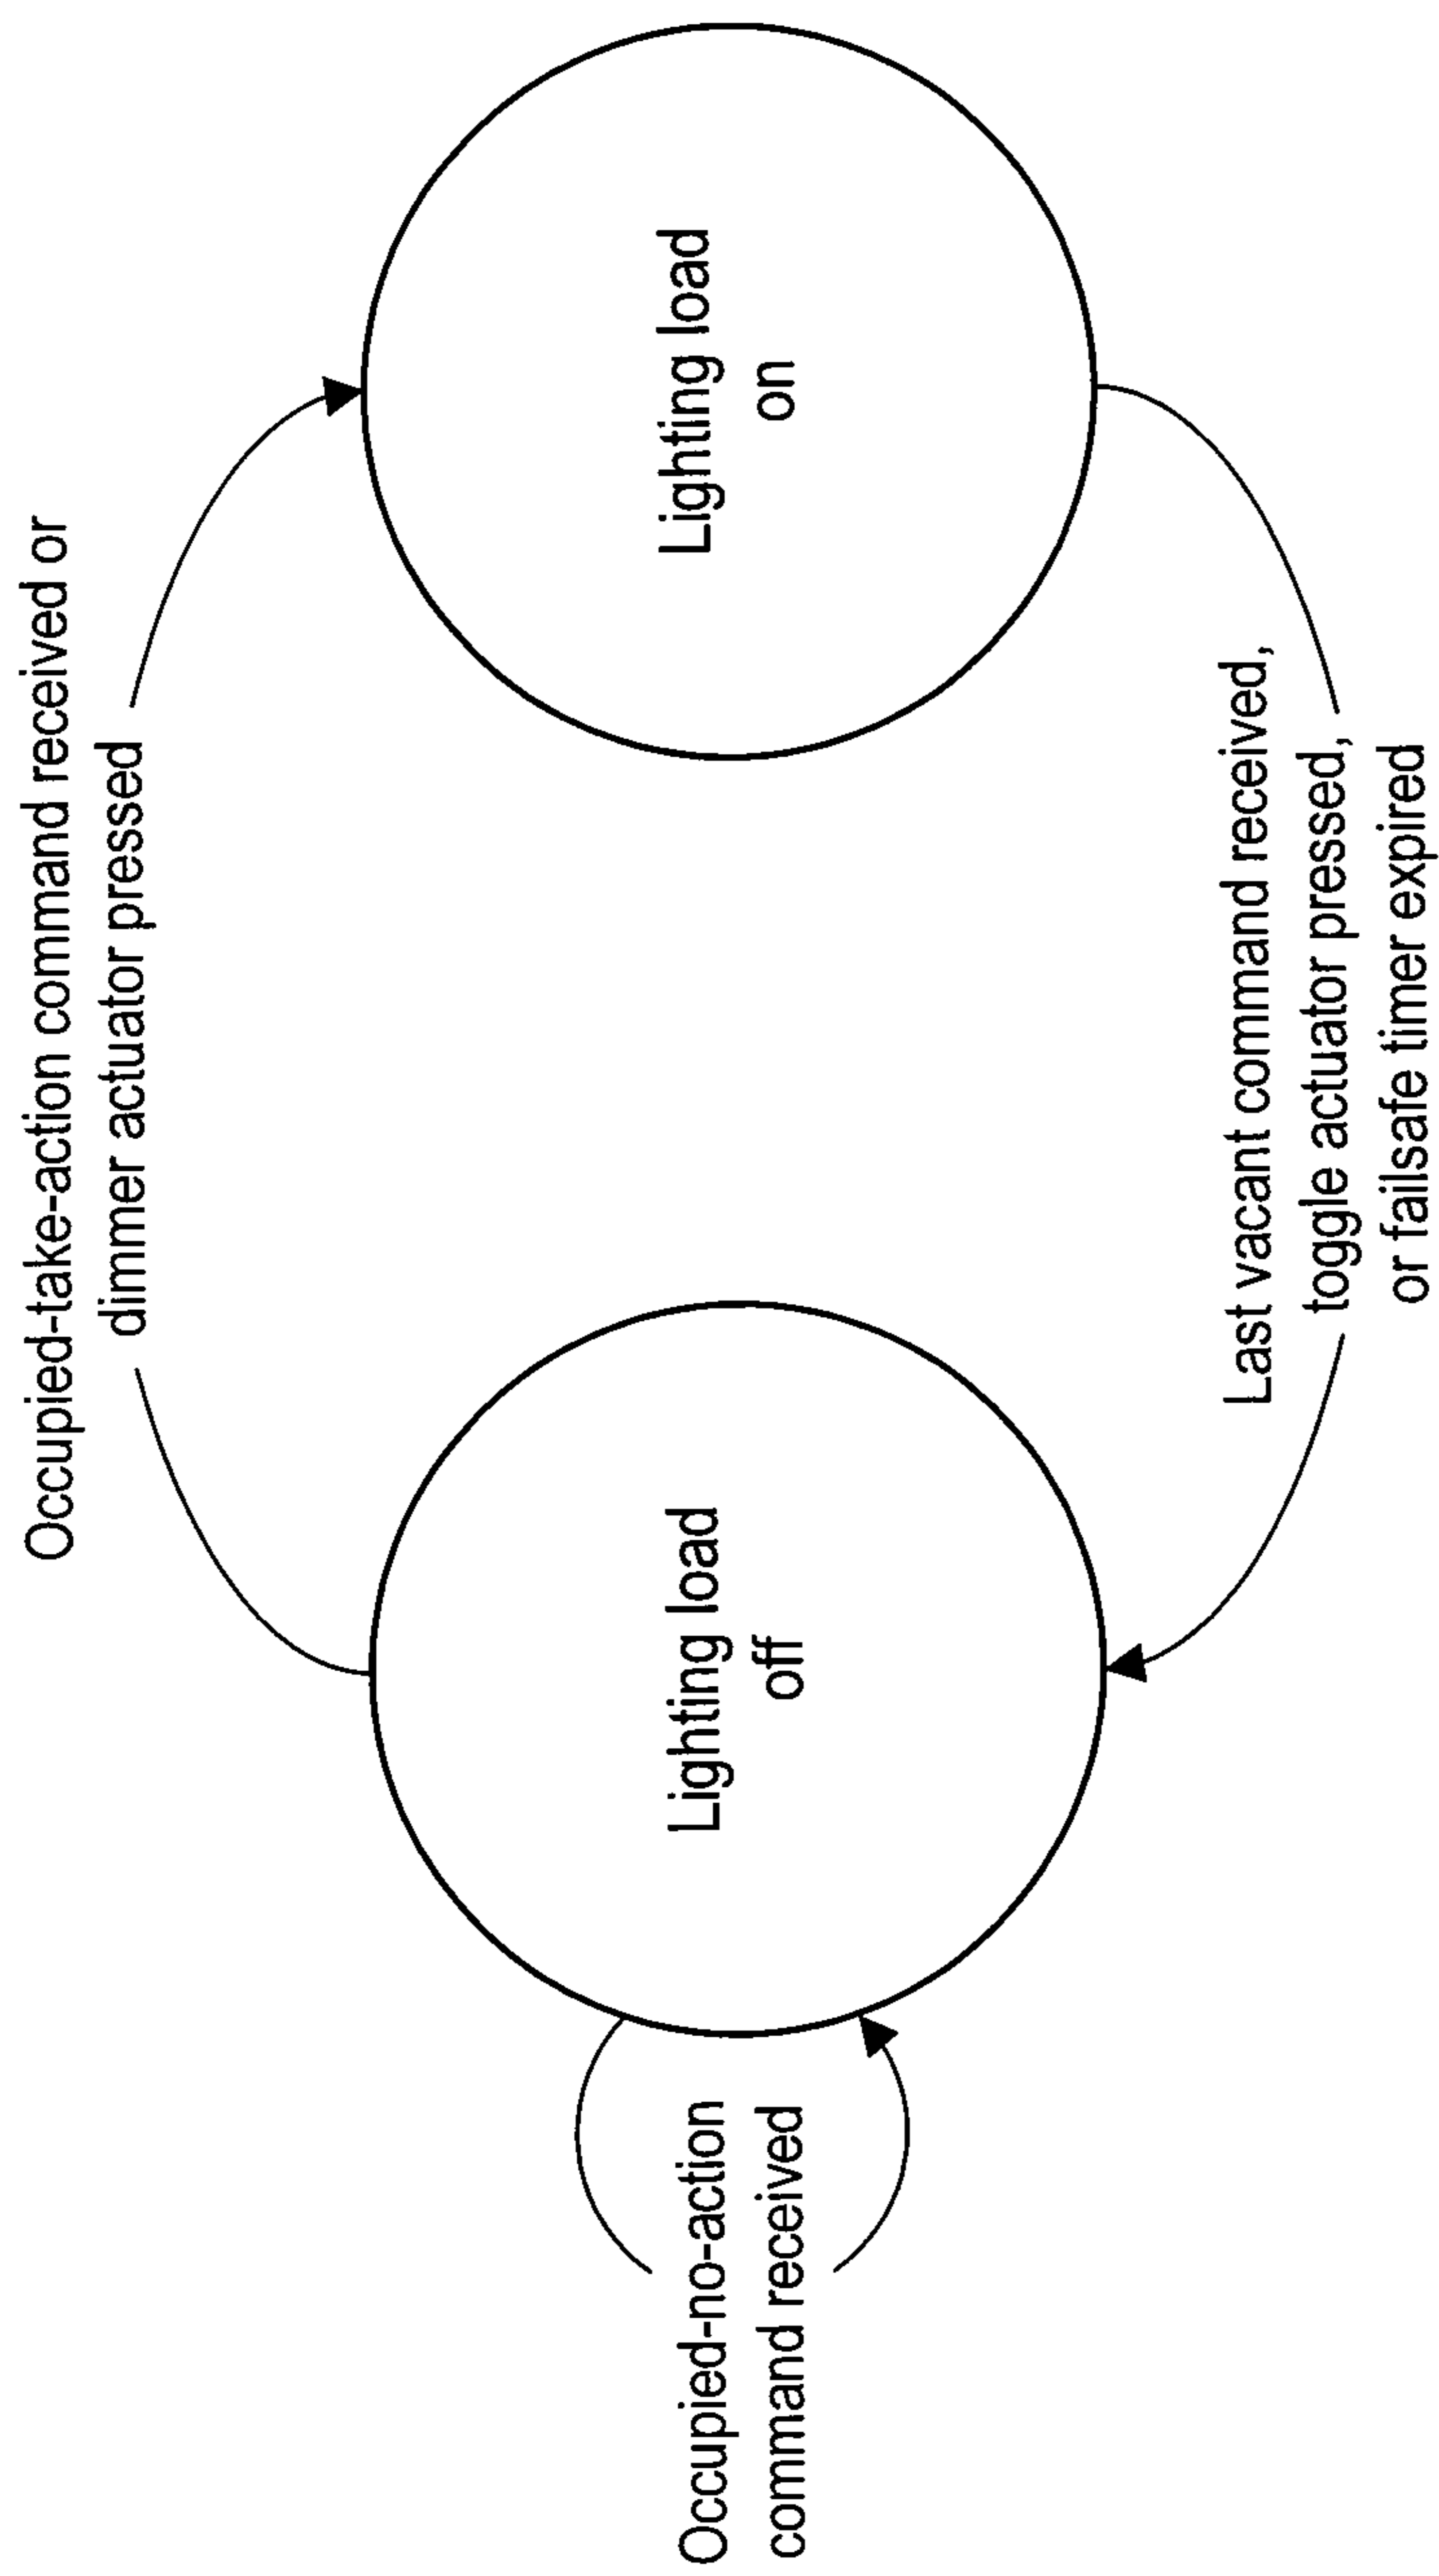 Occupied-take-action command received or
dimmer actuator pressed
Occupied-no-action
command received
Lighting load
off
Lighting load
on
Last vacant command received,
toggle actuator pressed,
or failsafe timer expired